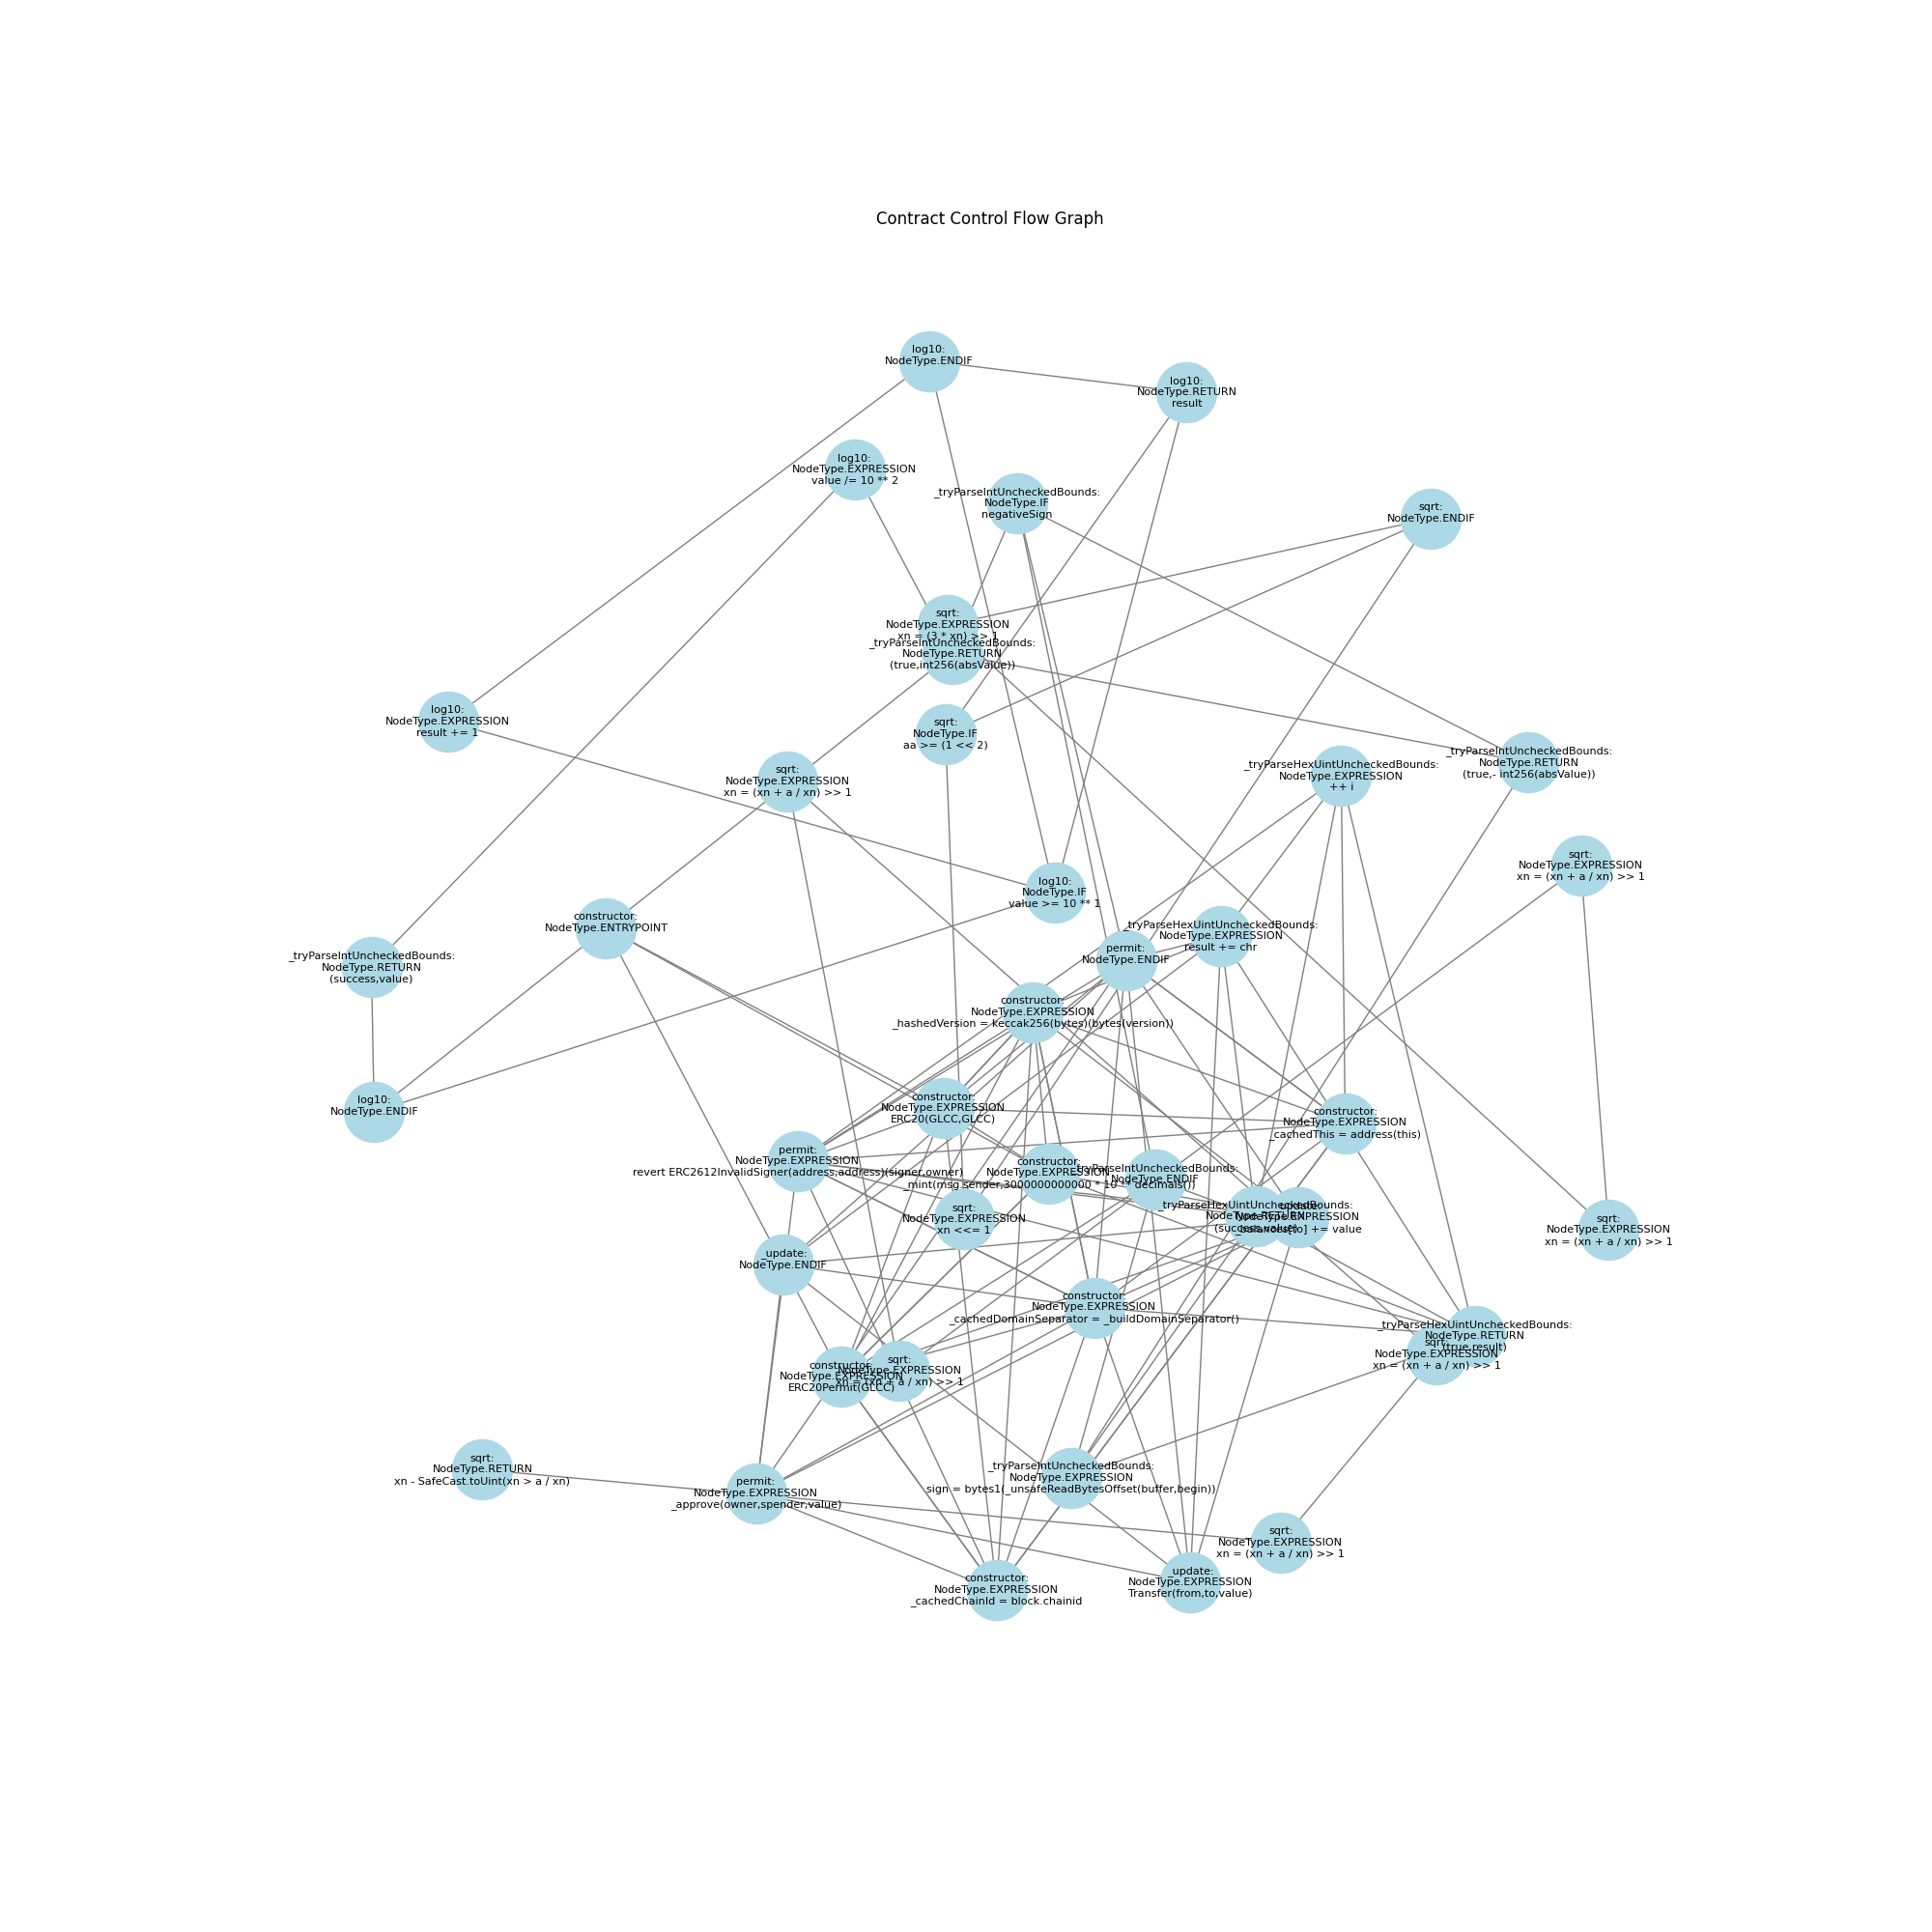 Contract Control Flow Graph
log10:
NodeType.ENDIF
log10:
NodeType.RETURN
result
log10:
NodeType.EXPRESSION
value /= 10 ** 2
_tryParseIntUncheckedBounds:
NodeType.IF
negativeSign
sqrt:
NodeType.ENDIF
sqrt:
NodeType.EXPRESSION
xn = (3 * xn) >> 1
_tryParseIntUncheckedBounds:
NodeType.RETURN
(true,int256(absValue))
log10:
NodeType.EXPRESSION
result += 1
sqrt:
NodeType.IF
aa >= (1 << 2)
_tryParseIntUncheckedBounds:
NodeType.RETURN
(true,- int256(absValue))
sqrt:
NodeType.EXPRESSION
xn = (xn + a / xn) >> 1
_tryParseHexUintUncheckedBounds:
NodeType.EXPRESSION
++ i
sqrt:
NodeType.EXPRESSION
xn = (xn + a / xn) >> 1
log10:
NodeType.IF
value >= 10 ** 1
constructor:
NodeType.ENTRYPOINT
_tryParseHexUintUncheckedBounds:
NodeType.EXPRESSION
result += chr
permit:
NodeType.ENDIF
_tryParseIntUncheckedBounds:
NodeType.RETURN
(success,value)
constructor:
NodeType.EXPRESSION
_hashedVersion = keccak256(bytes)(bytes(version))
log10:
NodeType.ENDIF
constructor:
NodeType.EXPRESSION
ERC20(GLCC,GLCC)
constructor:
NodeType.EXPRESSION
_cachedThis = address(this)
permit:
NodeType.EXPRESSION
revert ERC2612InvalidSigner(address,address)(signer,owner)
constructor:
NodeType.EXPRESSION
_mint(msg.sender,3000000000000 * 10 ** decimals())
_tryParseIntUncheckedBounds:
NodeType.ENDIF
sqrt:
NodeType.EXPRESSION
xn <<= 1
_tryParseHexUintUncheckedBounds:
NodeType.RETURN
(success,value)
_update:
NodeType.EXPRESSION
_balances[to] += value
sqrt:
NodeType.EXPRESSION
xn = (xn + a / xn) >> 1
_update:
NodeType.ENDIF
constructor:
NodeType.EXPRESSION
_cachedDomainSeparator = _buildDomainSeparator()
_tryParseHexUintUncheckedBounds:
NodeType.RETURN
(true,result)
sqrt:
NodeType.EXPRESSION
xn = (xn + a / xn) >> 1
constructor:
NodeType.EXPRESSION
ERC20Permit(GLCC)
sqrt:
NodeType.EXPRESSION
xn = (xn + a / xn) >> 1
sqrt:
NodeType.RETURN
xn - SafeCast.toUint(xn > a / xn)
_tryParseIntUncheckedBounds:
NodeType.EXPRESSION
sign = bytes1(_unsafeReadBytesOffset(buffer,begin))
permit:
NodeType.EXPRESSION
_approve(owner,spender,value)
sqrt:
NodeType.EXPRESSION
xn = (xn + a / xn) >> 1
_update:
NodeType.EXPRESSION
Transfer(from,to,value)
constructor:
NodeType.EXPRESSION
_cachedChainId = block.chainid